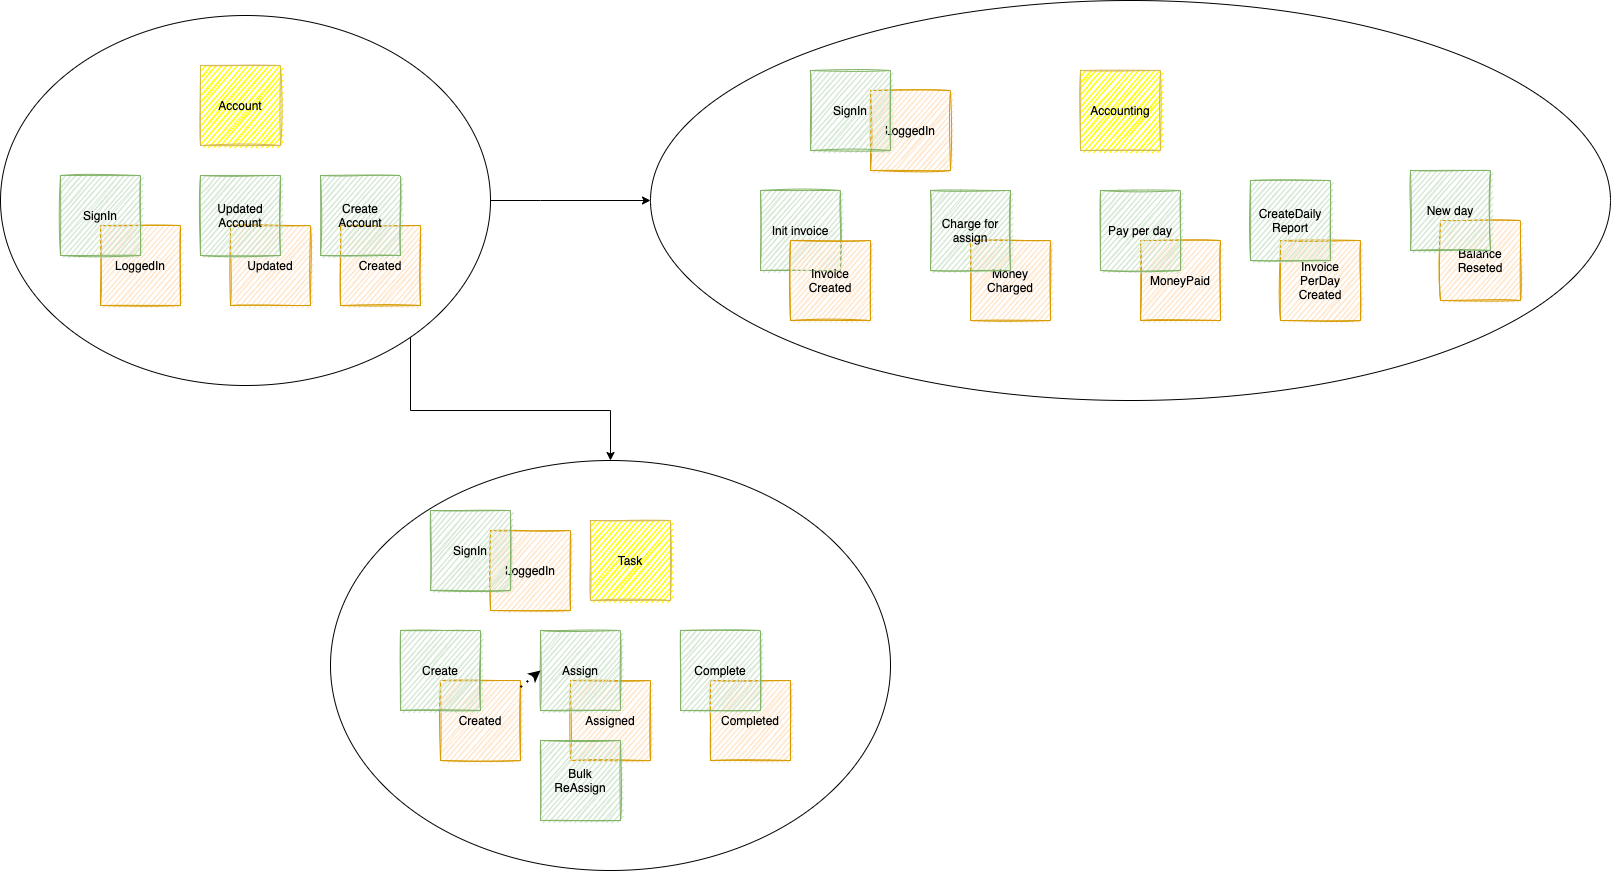 Account
SignIn
LoggedIn
Updated
Account
Updated
Create
Account
Created
SignIn
LoggedIn
Accounting
Init invoice
Invoice
Created
Charge for
assign
Money
Charged
Pay per day
MoneyPaid
CreateDaily
Report
Invoice
PerDay
Created
New day
Balance
Reseted
SignIn
LoggedIn
Task
Create
Created
Assign
Assigned
Bulk
ReAssign
Complete
Completed